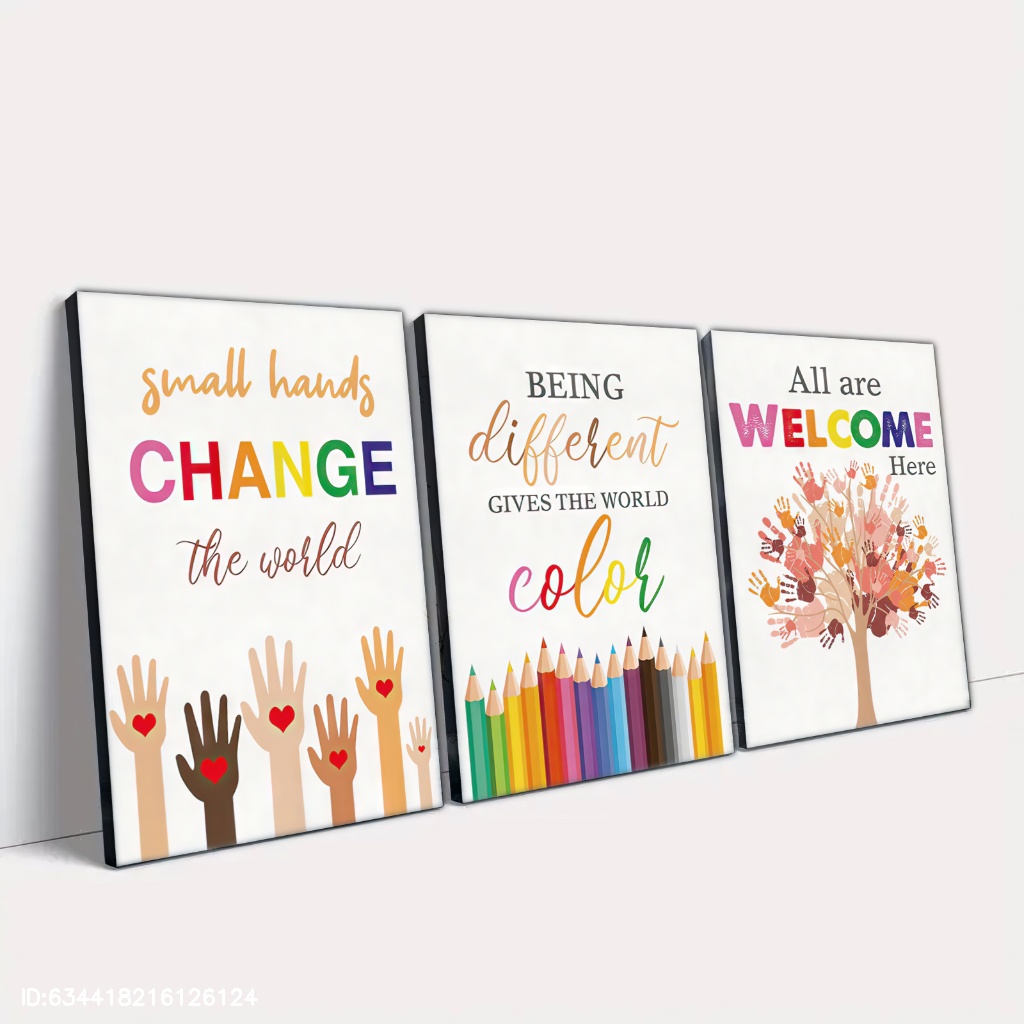 small hands
CHANGE
the world
BEING
different
GIVES THE WORLD
color
All are
WELCOME
Here
ID:634418216126124